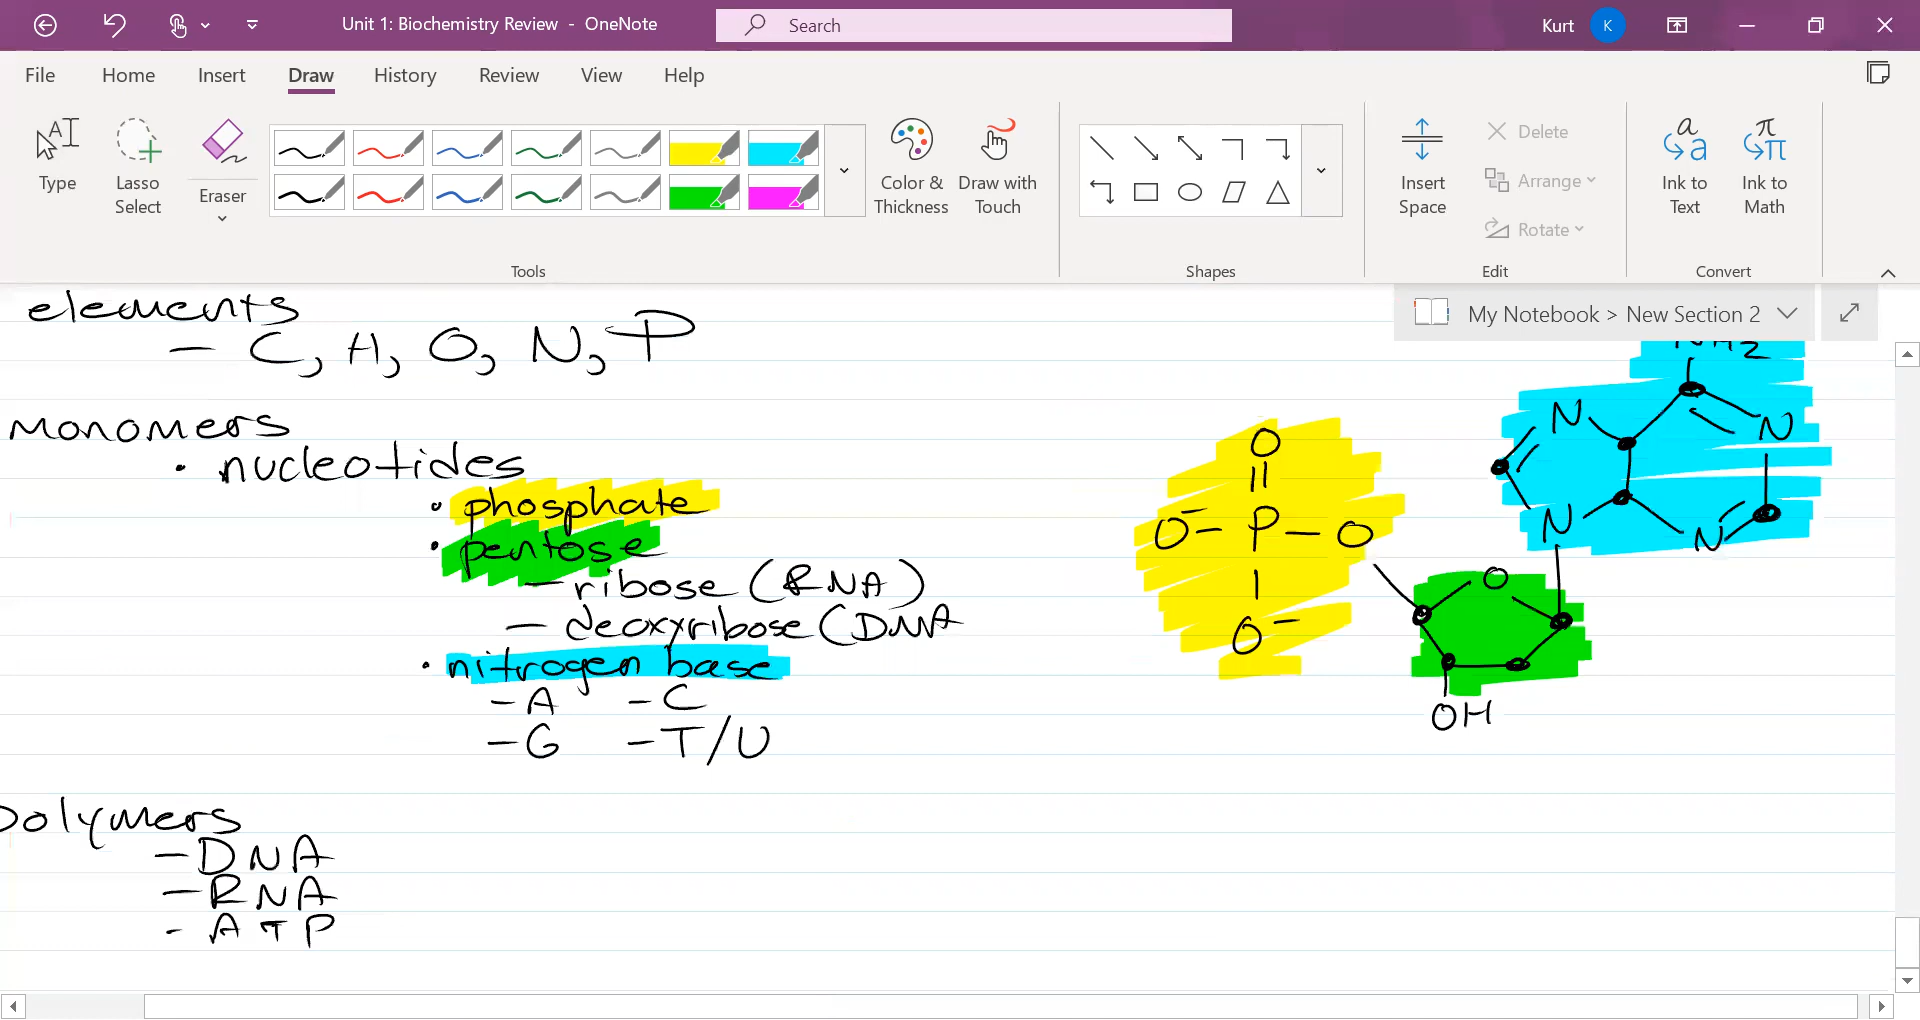 Unit 1: Biochemistry Review - OneNote
Search
Kurt K
File Home Insert Draw History Review View Help
Type
Lasso Select
Eraser
Color & Thickness
Draw with Touch
Insert Space
Delete
Arrange
Rotate
Ink to Text
Ink to Math
Tools
Shapes
Edit
Convert
My Notebook > New Section 2
elements
- C, H, O, N, P
monomers
• nucleotides
• phosphate
• pentose
- ribose (RNA)
- deoxyribose (DNA
• nitrogen base
- A - C
- G - T/U
polymers
- DNA
- RNA
- ATP
O
O⁻ - P - O
O⁻
NH2
N
N
N
N
O
OH